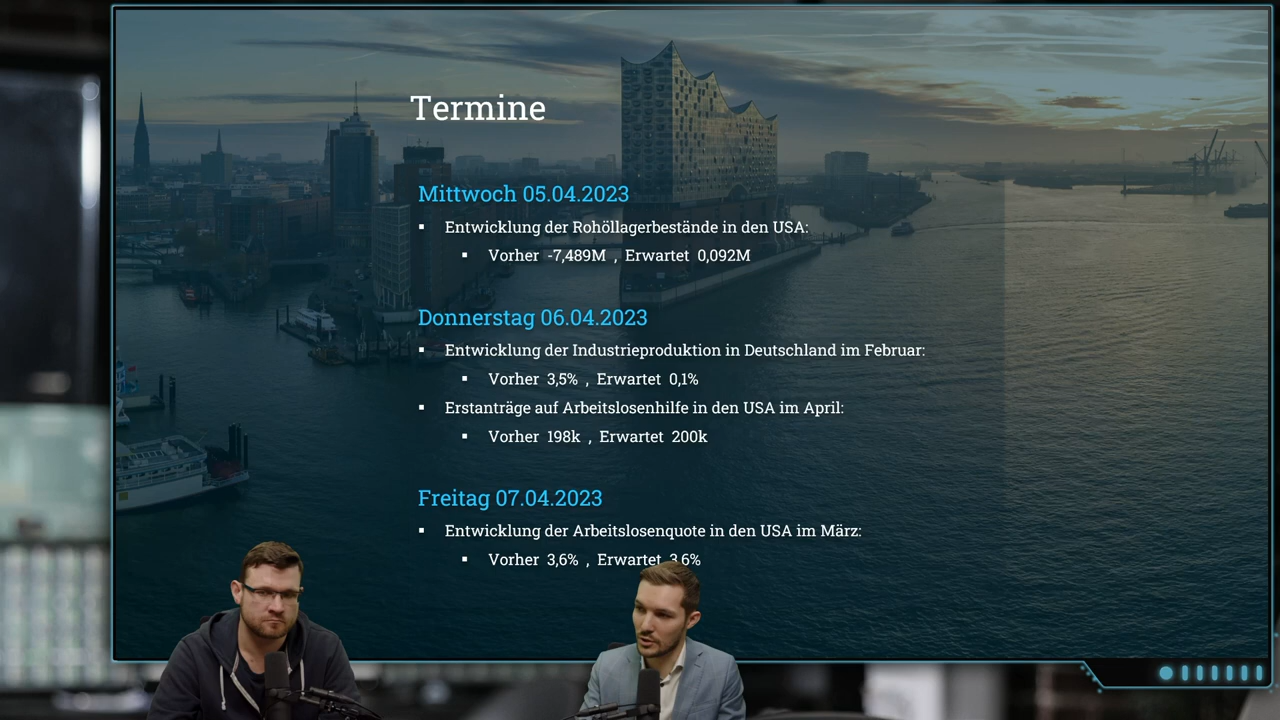 Termine
Mittwoch 05.04.2023
▪ Entwicklung der Rohöllagerbestände in den USA:
▪ Vorher -7,489M , Erwartet 0,092M
Donnerstag 06.04.2023
▪ Entwicklung der Industrieproduktion in Deutschland im Februar:
▪ Vorher 3,5% , Erwartet 0,1%
▪ Erstanträge auf Arbeitslosenhilfe in den USA im April:
▪ Vorher 198k , Erwartet 200k
Freitag 07.04.2023
▪ Entwicklung der Arbeitslosenquote in den USA im März:
▪ Vorher 3,6% , Erwartet 3,6%